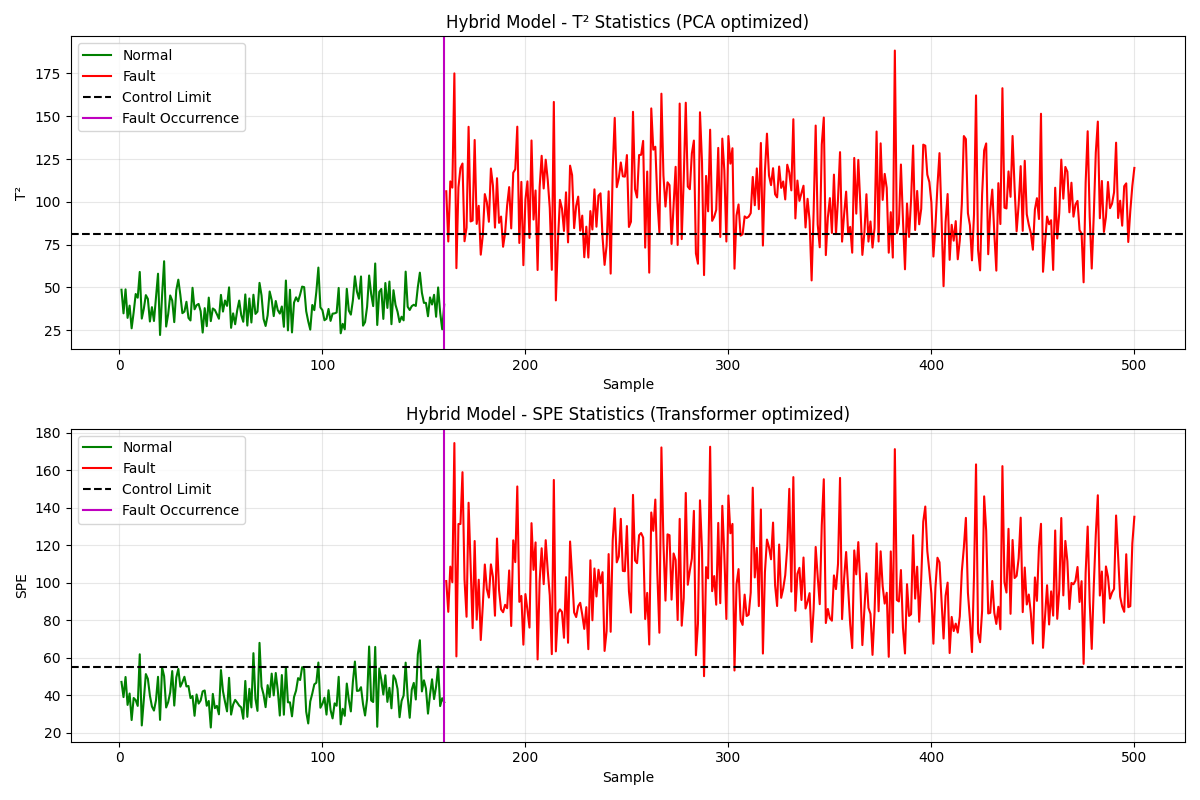 Hybrid Model - T² Statistics (PCA optimized)
Normal
Fault
Control Limit
Fault Occurrence
175
150
125
100
75
50
25
T²
0
100
200
300
400
500
Sample
Hybrid Model - SPE Statistics (Transformer optimized)
Normal
Fault
Control Limit
Fault Occurrence
180
160
140
120
100
80
60
40
20
SPE
0
100
200
300
400
500
Sample